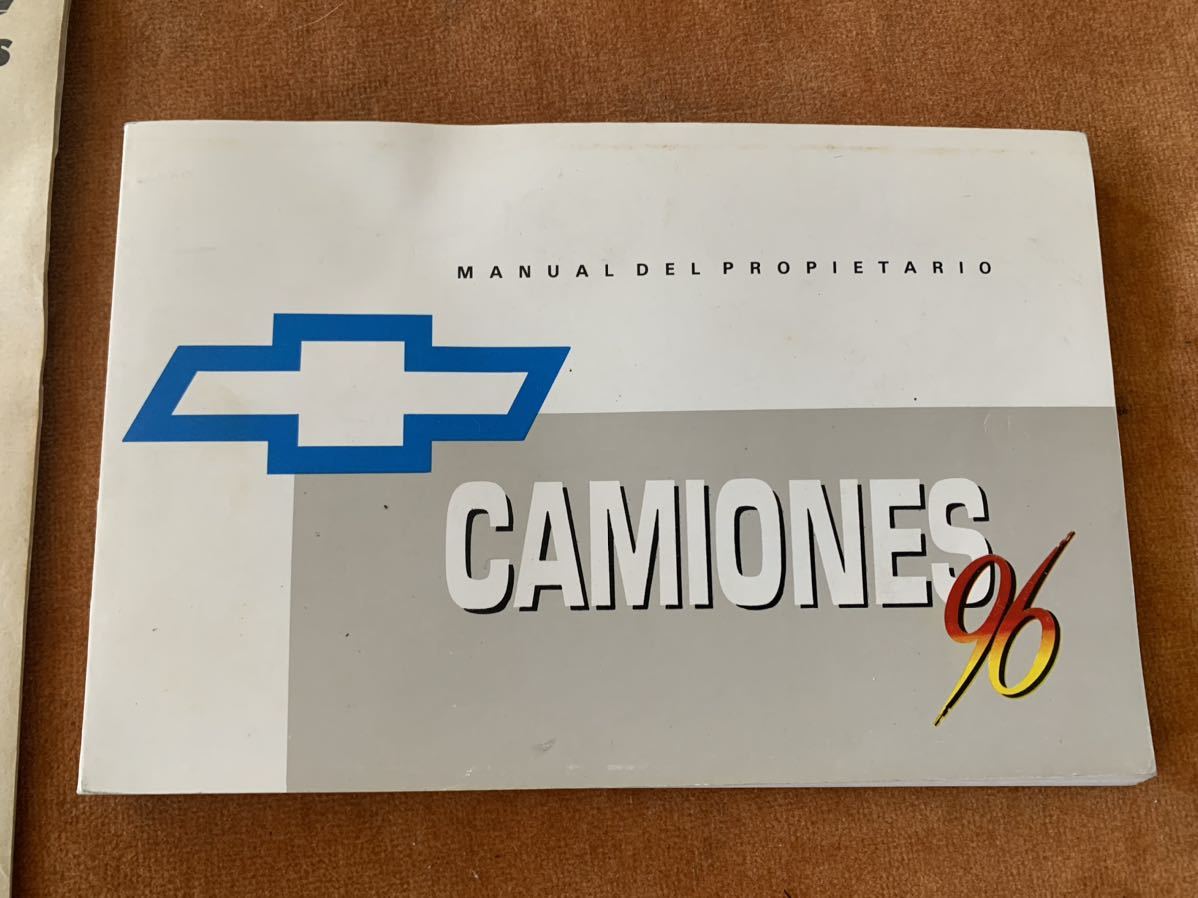 MANUAL DEL PROPIETARIO
CAMIONES
96